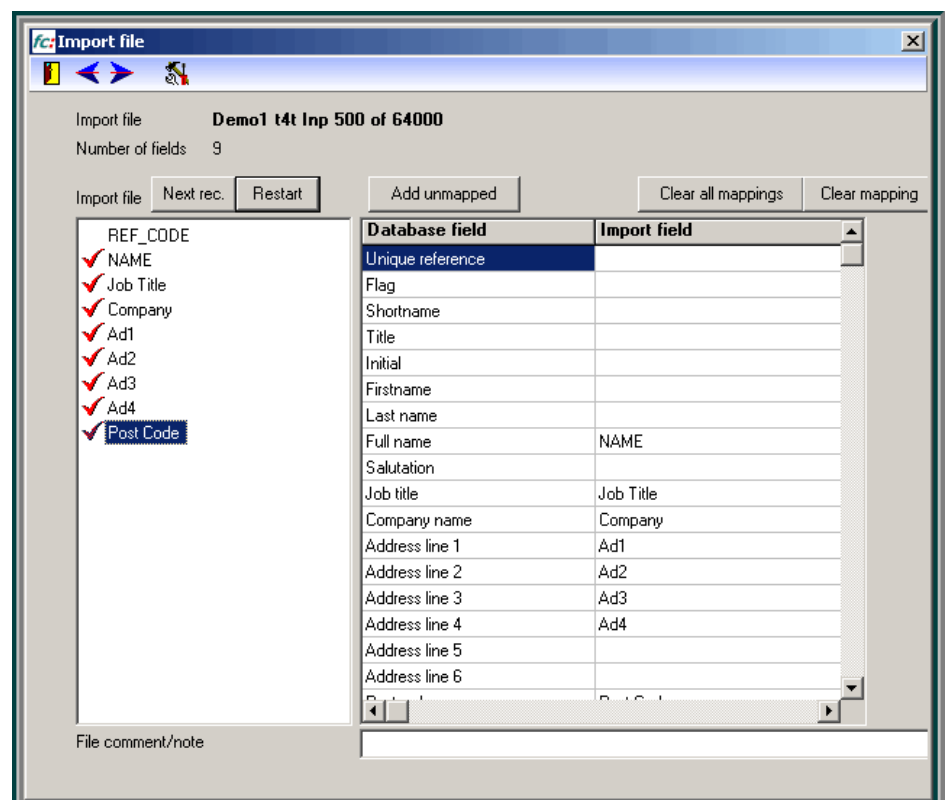 fc: Import file
Import file Demo1 t4t Inp 500 of 64000
Number of fields 9
Import file Next rec. Restart Add unmapped Clear all mappings Clear mapping
REF_CODE
NAME
Job Title
Company
Ad1
Ad2
Ad3
Ad4
Post Code
Database field Import field
Unique reference
Flag
Shortname
Title
Initial
Firstname
Last name
Full name NAME
Salutation
Job title Job Title
Company name Company
Address line 1 Ad1
Address line 2 Ad2
Address line 3 Ad3
Address line 4 Ad4
Address line 5
Address line 6
File comment/note